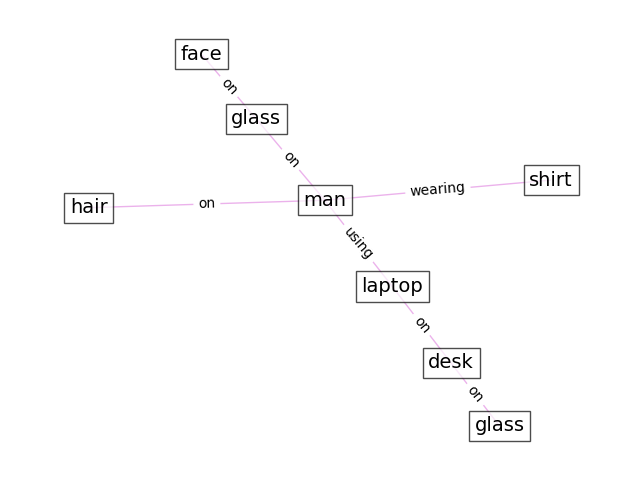 face
on
glass
on
man
wearing
shirt
hair
on
using
laptop
on
desk
on
glass